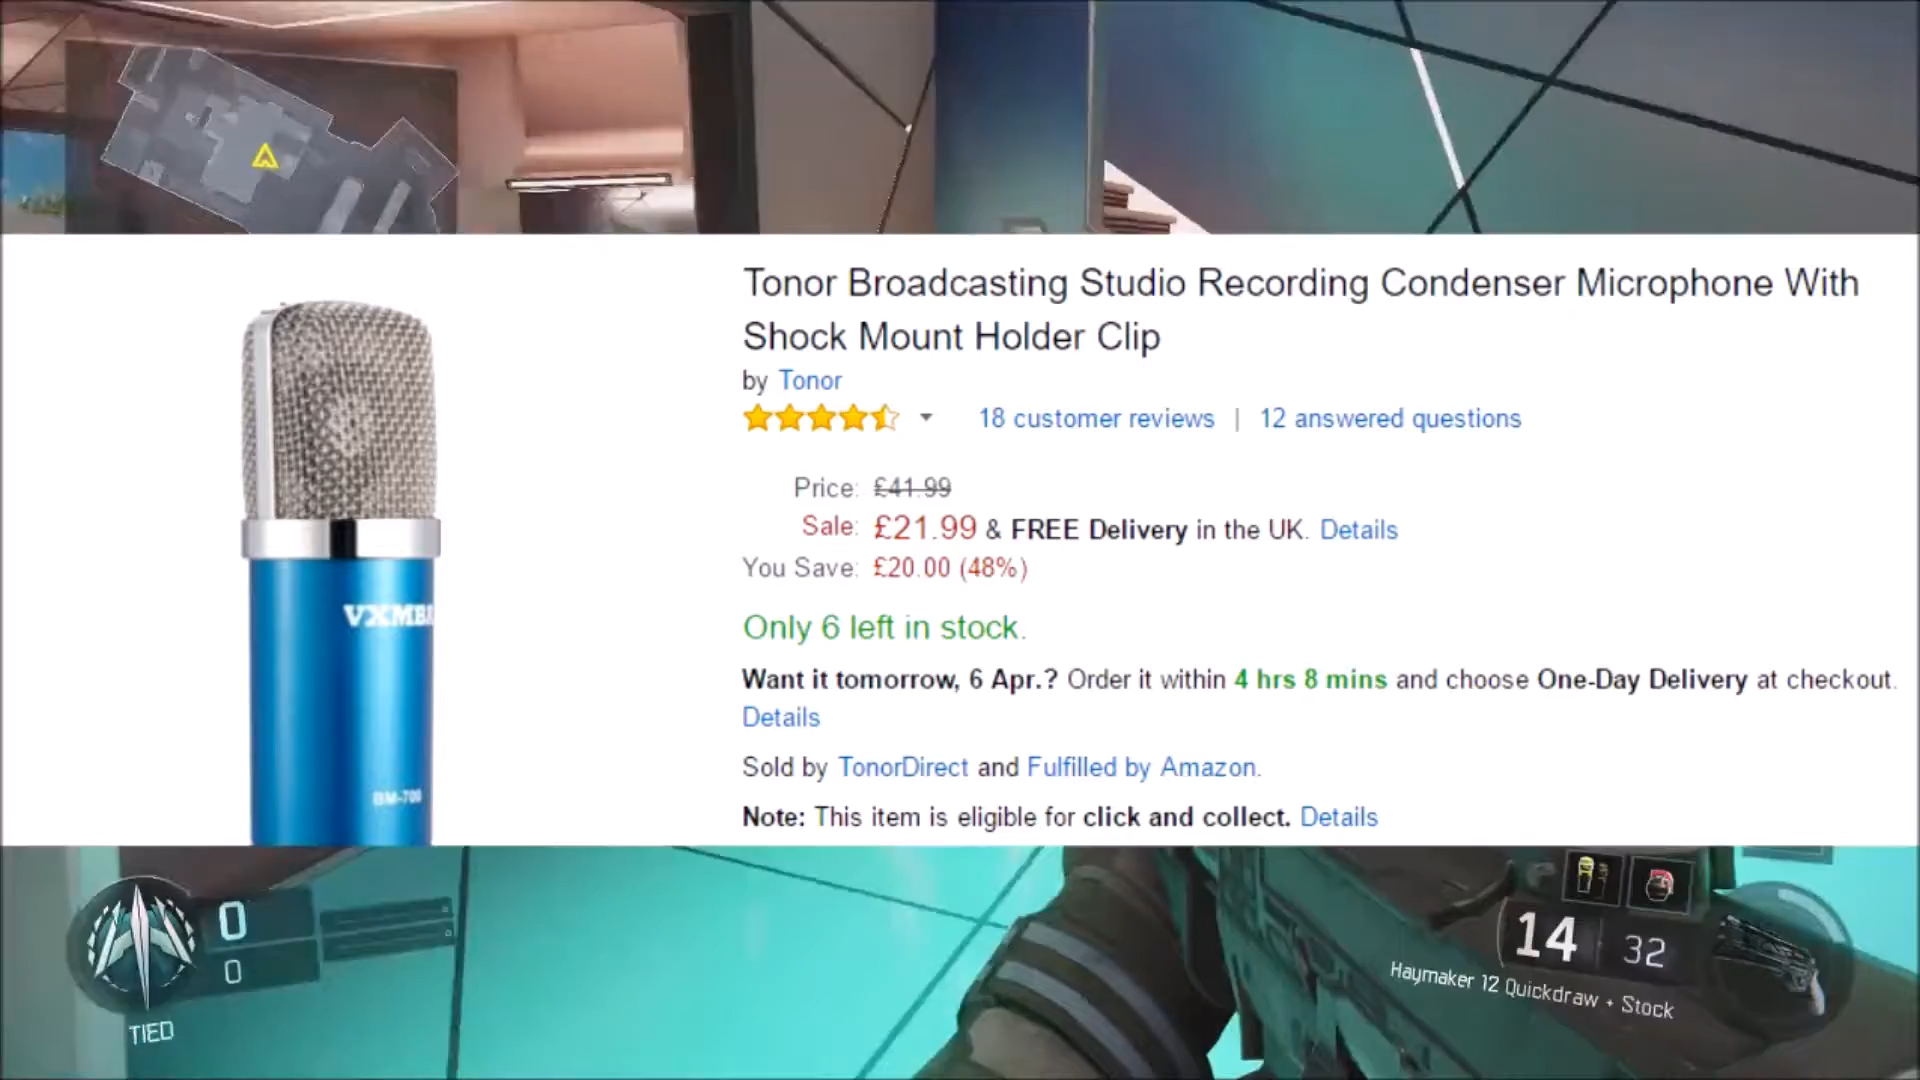 Tonor Broadcasting Studio Recording Condenser Microphone With
Shock Mount Holder Clip
by Tonor
18 customer reviews | 12 answered questions
Price: £41.99
Sale: £21.99 & FREE Delivery in the UK. Details
You Save: £20.00 (48%)
Only 6 left in stock.
Want it tomorrow, 6 Apr.? Order it within 4 hrs 8 mins and choose One-Day Delivery at checkout.
Details
Sold by TonorDirect and Fulfilled by Amazon.
Note: This item is eligible for click and collect. Details
BM-700
0
0
TIED
14 32
Haymaker 12 Quickdraw + Stock